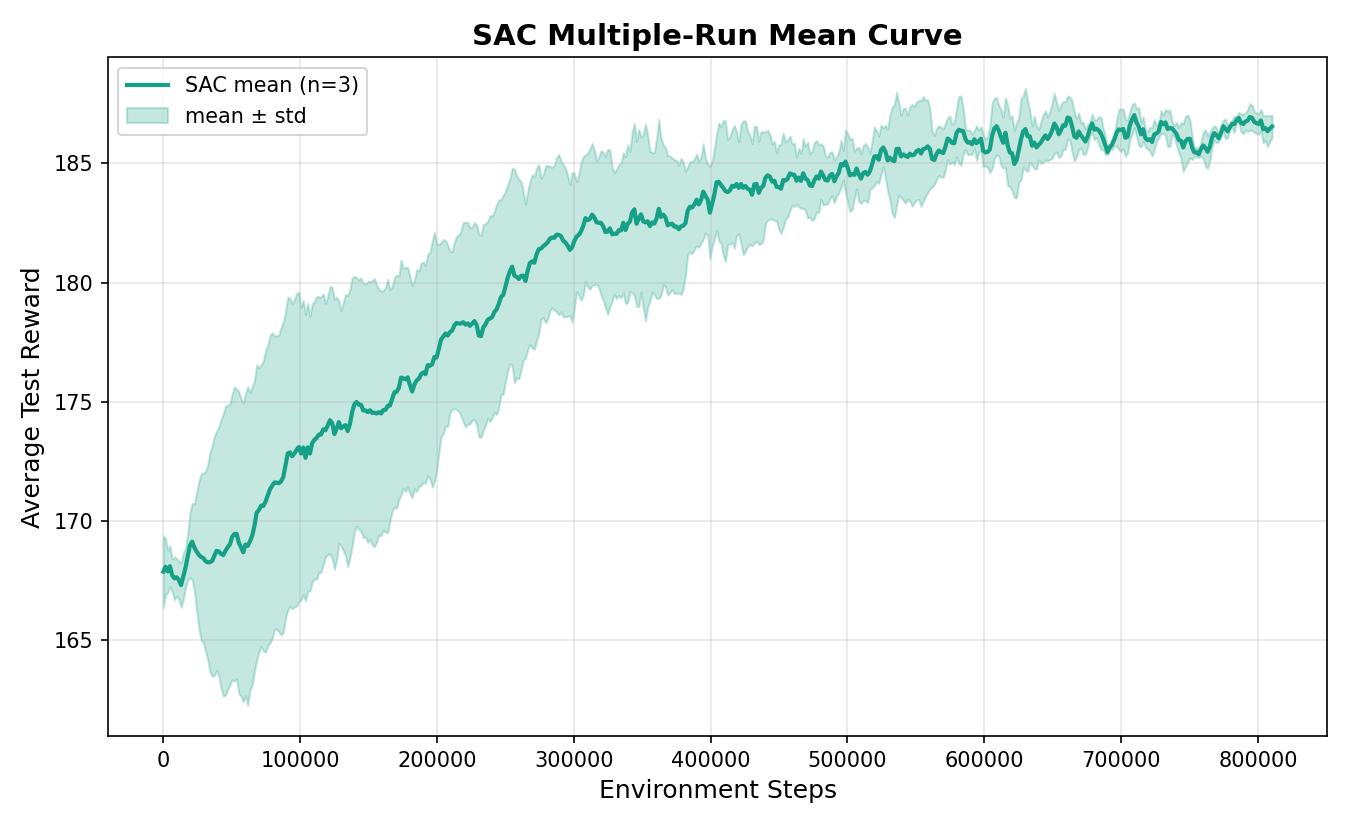 SAC Multiple-Run Mean Curve
SAC mean (n=3)
mean ± std
Average Test Reward
185
180
175
170
165
0 100000 200000 300000 400000 500000 600000 700000 800000
Environment Steps